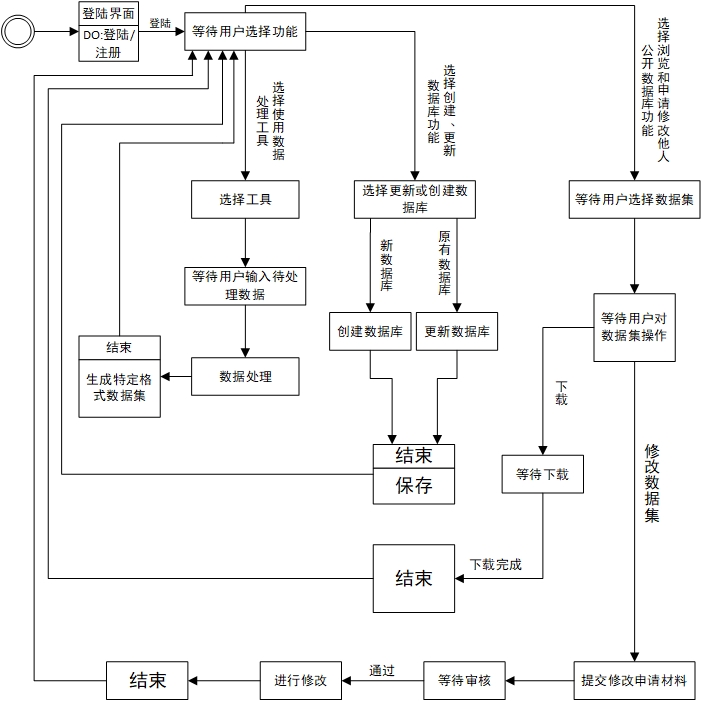 登陆界面
DO:登陆/
注册
登陆
等待用户选择功能
选择使用数据
处理工具
选择创建、更新
数据库功能
选择浏览和申请修改他人
公开数据库功能
选择工具
选择更新或创建数
据库
等待用户选择数据集
新数据库
原有数据库
等待用户输入待处
理数据
创建数据库
更新数据库
等待用户对
数据集操作
结束
生成特定格
式数据集
数据处理
下载
修改数据集
结束
保存
等待下载
结束
下载完成
结束
进行修改
通过
等待审核
提交修改申请材料